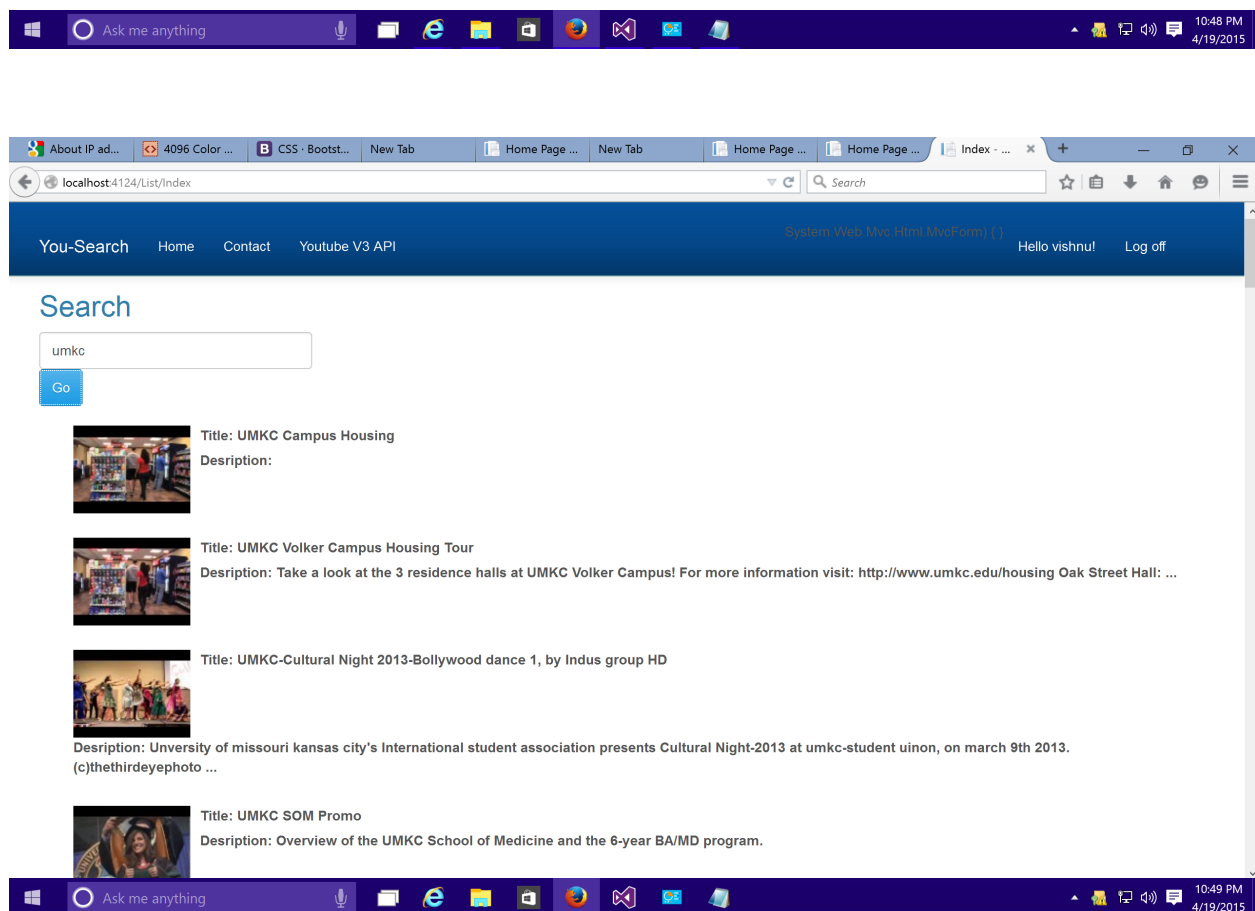 Ask me anything
10:48 PM
4/19/2015
About IP ad...
4096 Color ...
CSS · Bootst...
New Tab
Home Page ...
New Tab
Home Page ...
Home Page ...
Index - ...
localhost:4124/List/Index
Search
System.Web.Mvc.Html.MvcForm) { }
You-Search Home Contact Youtube V3 API Hello vishnu! Log off
Search
umkc
Go
Title: UMKC Campus Housing
Desription:
Title: UMKC Volker Campus Housing Tour
Desription: Take a look at the 3 residence halls at UMKC Volker Campus! For more information visit: http://www.umkc.edu/housing Oak Street Hall: ...
Title: UMKC-Cultural Night 2013-Bollywood dance 1, by Indus group HD
Desription: Unversity of missouri kansas city's International student association presents Cultural Night-2013 at umkc-student uinon, on march 9th 2013.
(c)thethirdeyephoto ...
Title: UMKC SOM Promo
Desription: Overview of the UMKC School of Medicine and the 6-year BA/MD program.
Ask me anything
10:49 PM
4/19/2015